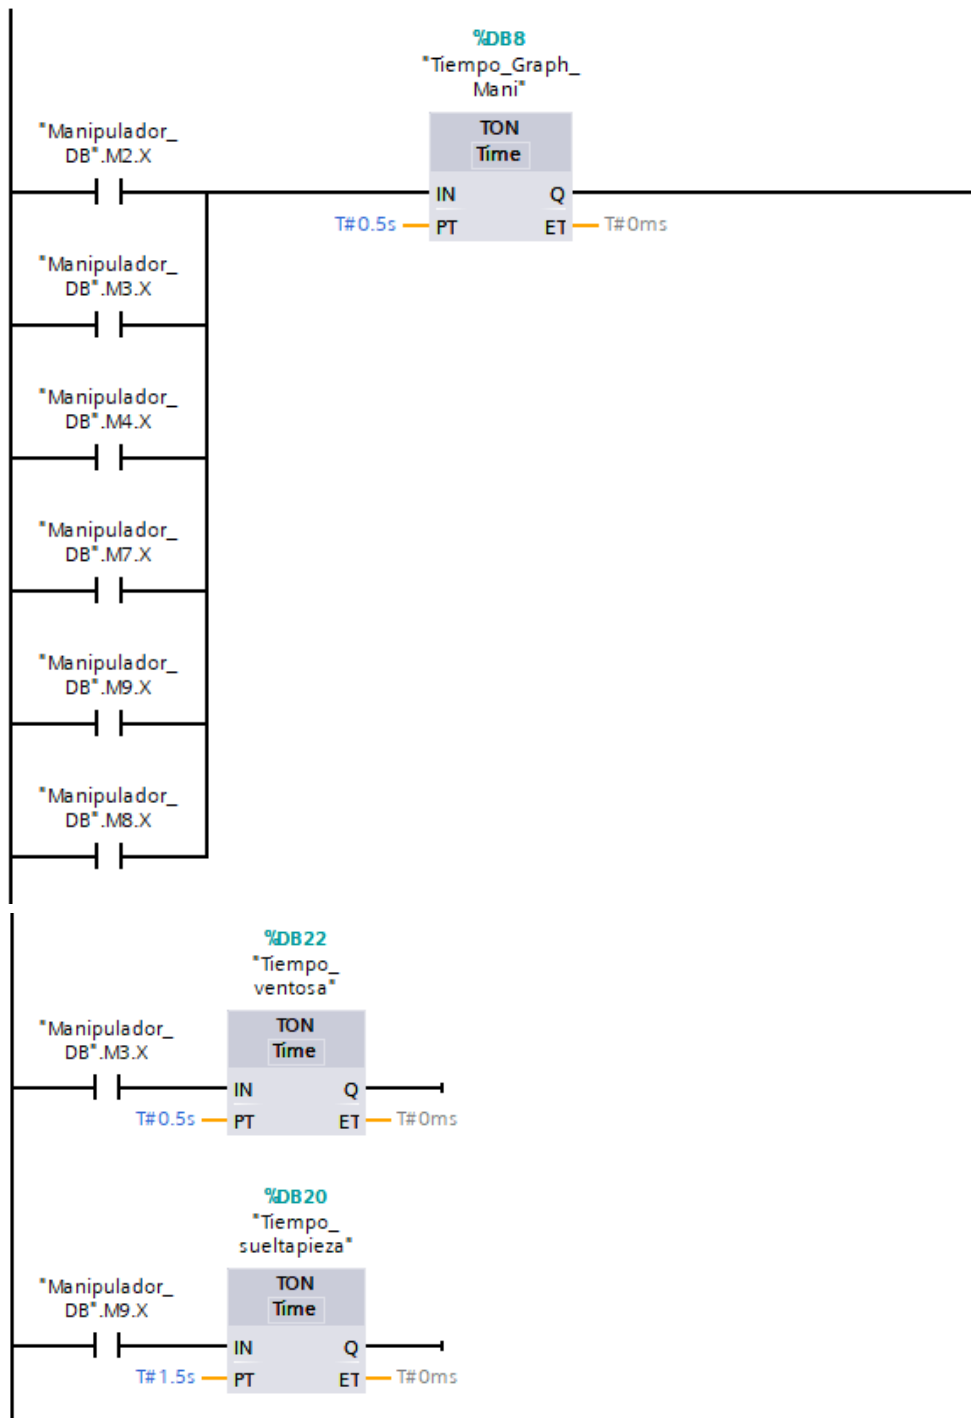 %DB8
"Tiempo_Graph_
Mani"
TON
Time
"Manipulador_
DB".M2.X
IN
Q
T#0.5s
PT
ET
T#0ms
"Manipulador_
DB".M3.X
"Manipulador_
DB".M4.X
"Manipulador_
DB".M7.X
"Manipulador_
DB".M9.X
"Manipulador_
DB".M8.X
%DB22
"Tiempo_
ventosa"
TON
Time
"Manipulador_
DB".M3.X
IN
Q
T#0.5s
PT
ET
T#0ms
%DB20
"Tiempo_
sueltapieza"
TON
Time
"Manipulador_
DB".M9.X
IN
Q
T#1.5s
PT
ET
T#0ms